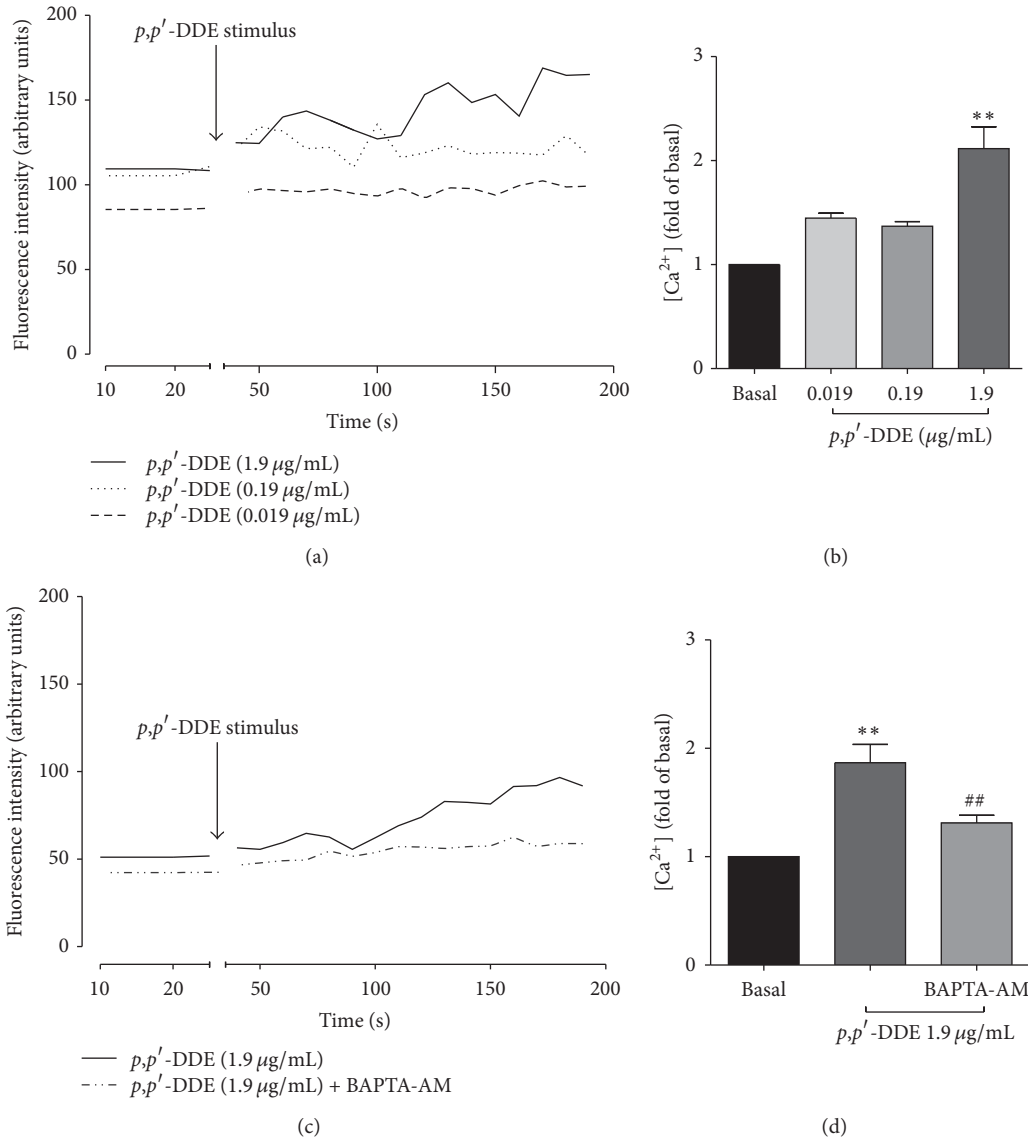 200
150
100
50
0
Fluorescence intensity (arbitrary units)
p,p′-DDE stimulus
10 20 50 100 150 200
Time (s)
p,p′-DDE (1.9 μg/mL)
p,p′-DDE (0.19 μg/mL)
p,p′-DDE (0.019 μg/mL)
(a)
3
2
1
0
[Ca2+] (fold of basal)
**
Basal 0.019 0.19 1.9
p,p′-DDE (μg/mL)
(b)
200
150
100
50
0
Fluorescence intensity (arbitrary units)
p,p′-DDE stimulus
10 20 50 100 150 200
Time (s)
p,p′-DDE (1.9 μg/mL)
p,p′-DDE (1.9 μg/mL) + BAPTA-AM
(c)
3
2
1
0
[Ca2+] (fold of basal)
**
##
Basal BAPTA-AM
p,p′-DDE 1.9 μg/mL
(d)